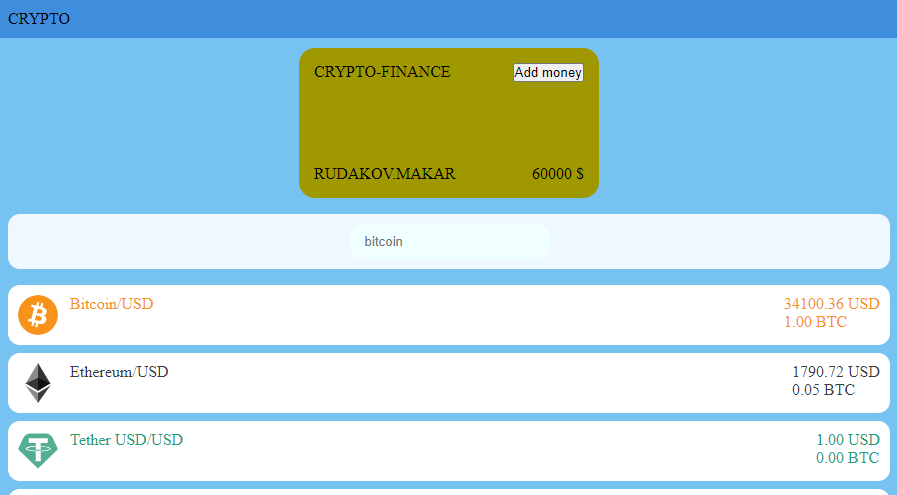 CRYPTO
CRYPTO-FINANCE Add money
RUDAKOV.MAKAR 60000 $
bitcoin
Bitcoin/USD 34100.36 USD
1.00 BTC
Ethereum/USD 1790.72 USD
0.05 BTC
Tether USD/USD 1.00 USD
0.00 BTC